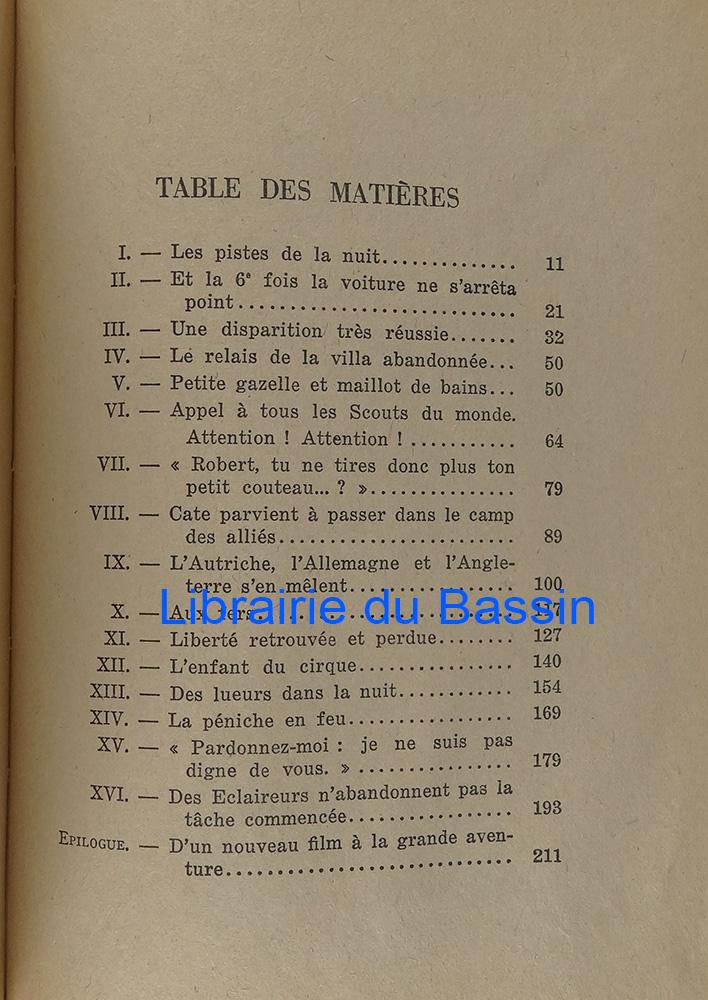 TABLE DES MATIÈRES
I. — Les pistes de la nuit.............. 11
II. — Et la 6e fois la voiture ne s'arrêta
point........................... 21
III. — Une disparition très réussie....... 32
IV. — Le relais de la villa abandonnée... 50
V. — Petite gazelle et maillot de bains... 50
VI. — Appel à tous les Scouts du monde.
Attention ! Attention ! ........... 64
VII. — « Robert, tu ne tires donc plus ton
petit couteau... ? »............... 79
VIII. — Cate parvient à passer dans le camp
des alliés....................... 89
IX. — L'Autriche, l'Allemagne et l'Angle-
terre s'en mêlent................. 100
X. — Aux fers........................ 117
Librairie du Bassin
XI. — Liberté retrouvée et perdue........ 127
XII. — L'enfant du cirque............... 140
XIII. — Des lueurs dans la nuit........... 154
XIV. — La péniche en feu................ 169
XV. — « Pardonnez-moi : je ne suis pas
digne de vous. » ................ 179
XVI. — Des Eclaireurs n'abandonnent pas la
tâche commencée................ 193
EPILOGUE. — D'un nouveau film à la grande aven-
ture............................ 211